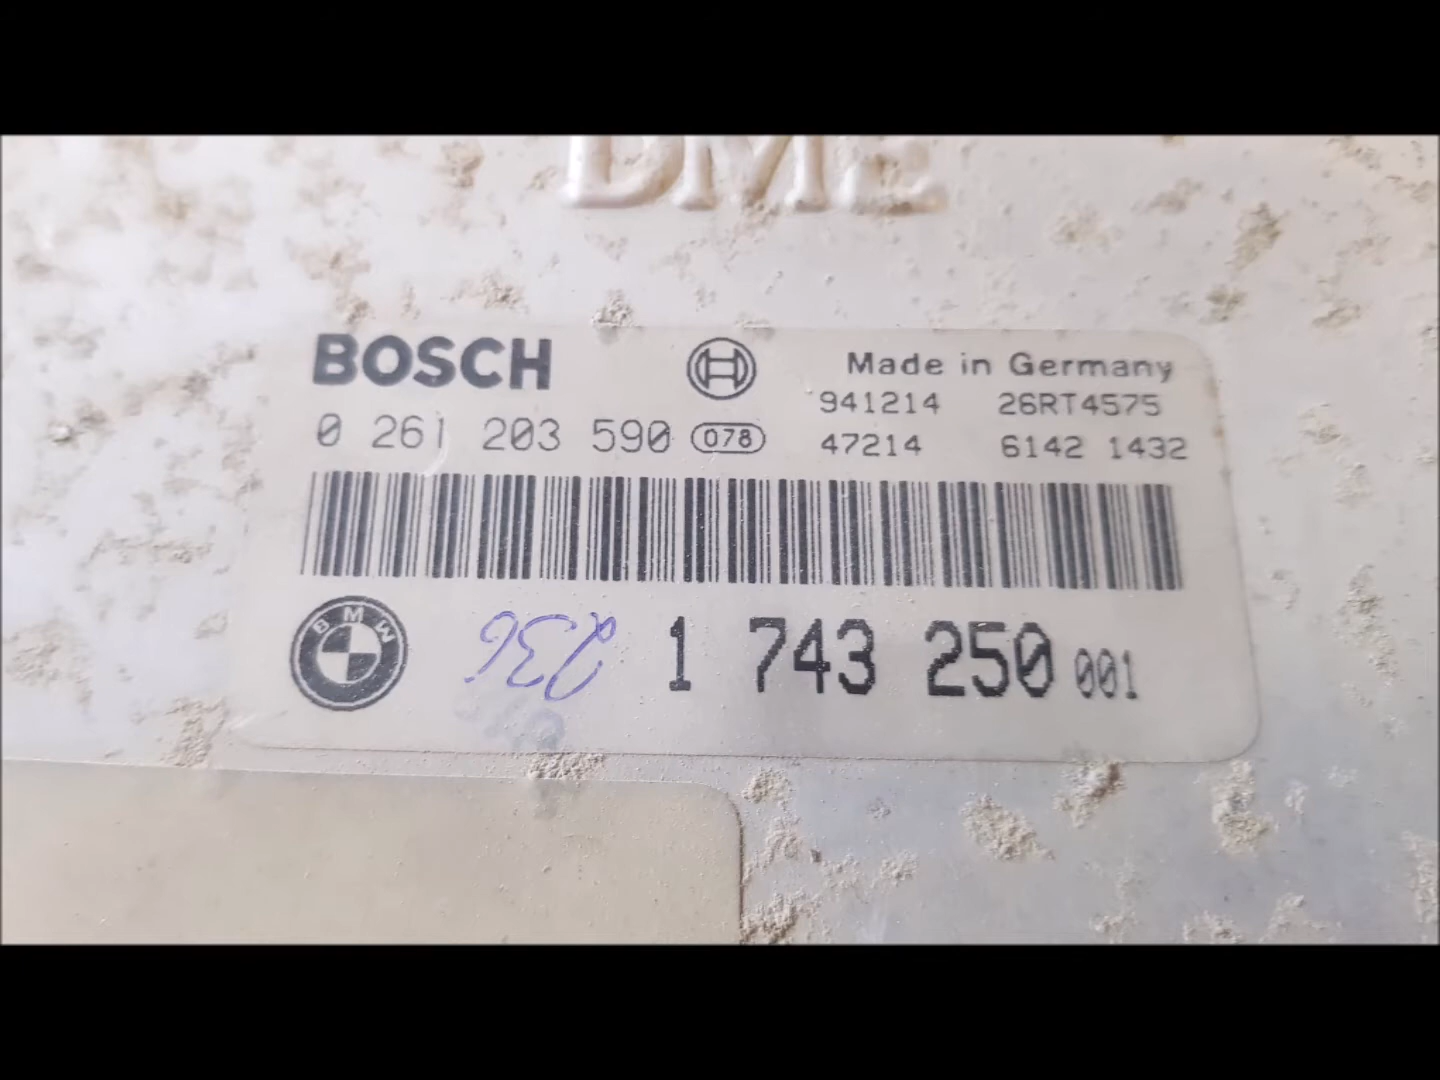 DME
BOSCH
Made in Germany
941214 26RT4575
0 261 203 590 078
47214 6142 1432
BMW
236 1 743 250 001